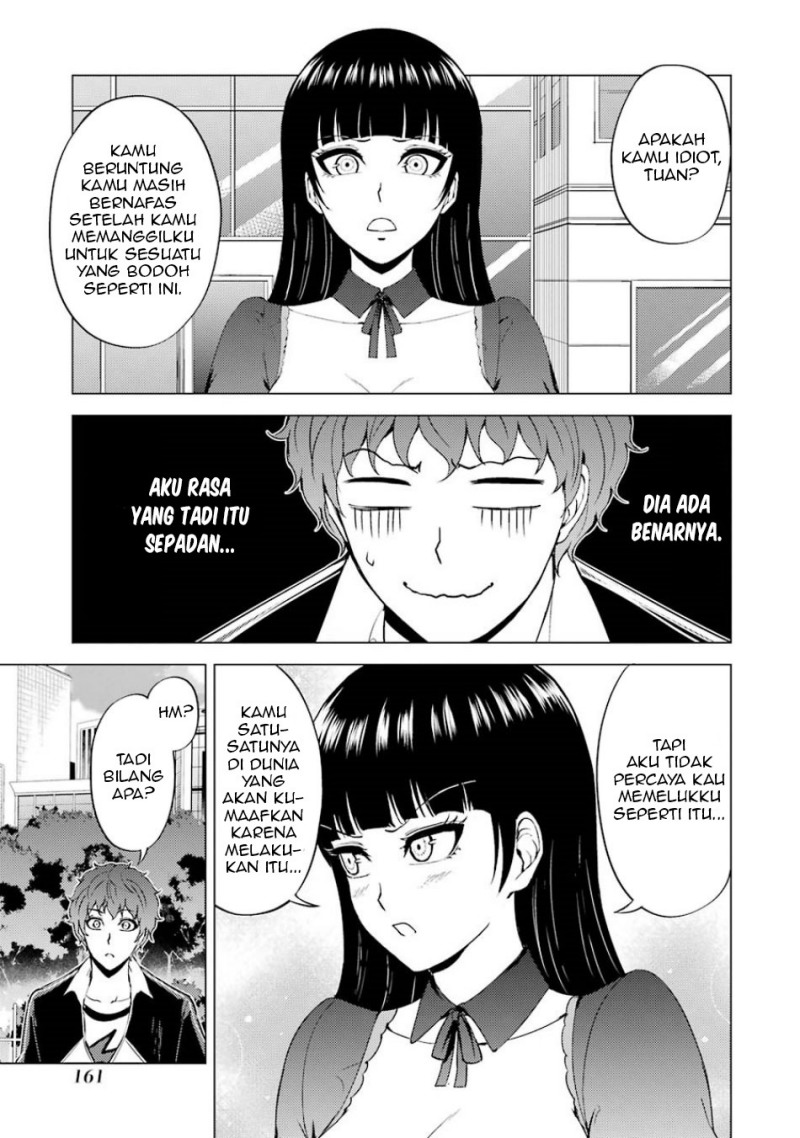 APAKAH
KAMU IDIOT,
TUAN?
KAMU
BERUNTUNG
KAMU MASIH
BERNAFAS
SETELAH KAMU
MEMANGGILKU
UNTUK SESUATU
YANG BODOH
SEPERTI INI.
DIA ADA
BENARNYA.
AKU RASA
YANG TADI ITU
SEPADAN...
TAPI
AKU TIDAK
PERCAYA KAU
MEMELUKKU
SEPERTI ITU...
KAMU
SATU-
SATUNYA
DI DUNIA
YANG
AKAN KU-
MAAFKAN
KARENA
MELAKU-
KAN ITU...
HM?
TADI
BILANG
APA?
161